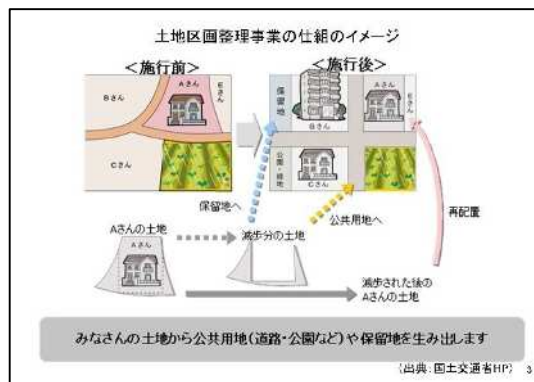 土地区画整理事業の仕組のイメージ
＜施行前＞
＜施行後＞
Aさん
Eさん
Bさん
Cさん
保留地
Bさん
Aさん
Eさん
公園・緑地
Cさん
保留地へ
公共用地へ
再配置
Aさんの土地
Aさん
減歩分の土地
減歩された後の
Aさんの土地
みなさんの土地から公共用地(道路・公園など)や保留地を生み出します
(出典:国土交通省HP)
3